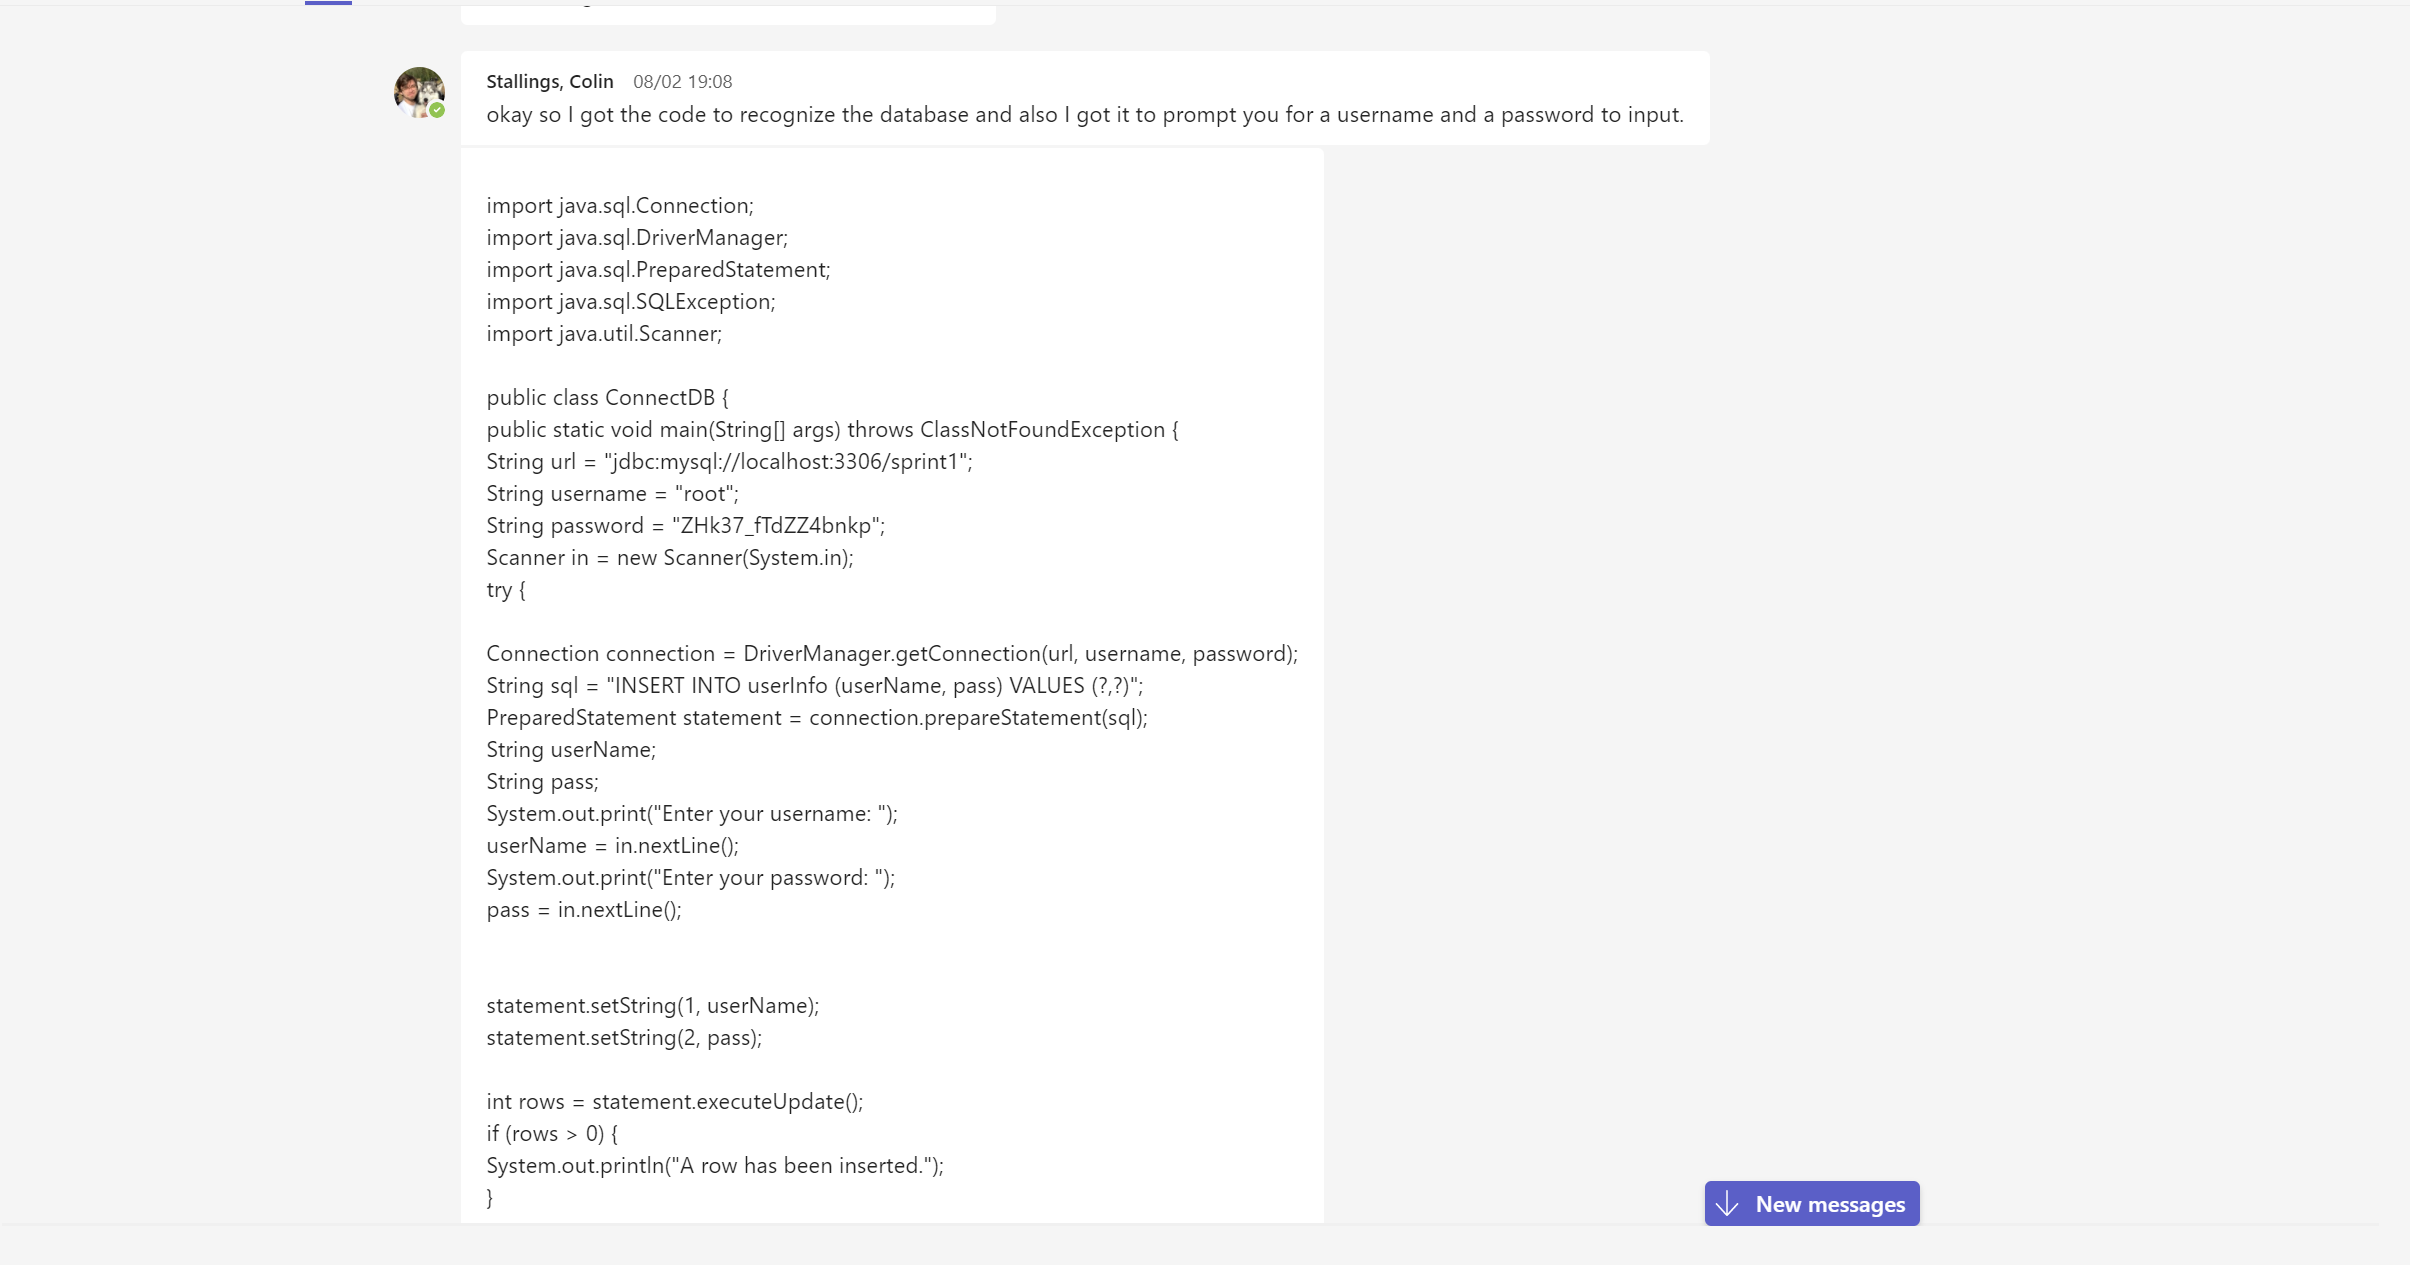 Stallings, Colin 08/02 19:08
okay so I got the code to recognize the database and also I got it to prompt you for a username and a password to input.
import java.sql.Connection;
import java.sql.DriverManager;
import java.sql.PreparedStatement;
import java.sql.SQLException;
import java.util.Scanner;
public class ConnectDB {
public static void main(String[] args) throws ClassNotFoundException {
String url = "jdbc:mysql://localhost:3306/sprint1";
String username = "root";
String password = "ZHk37_fTdZZ4bnkp";
Scanner in = new Scanner(System.in);
try {
Connection connection = DriverManager.getConnection(url, username, password);
String sql = "INSERT INTO userInfo (userName, pass) VALUES (?,?)";
PreparedStatement statement = connection.prepareStatement(sql);
String userName;
String pass;
System.out.print("Enter your username: ");
userName = in.nextLine();
System.out.print("Enter your password: ");
pass = in.nextLine();
statement.setString(1, userName);
statement.setString(2, pass);
int rows = statement.executeUpdate();
if (rows > 0) {
System.out.println("A row has been inserted.");
}
New messages